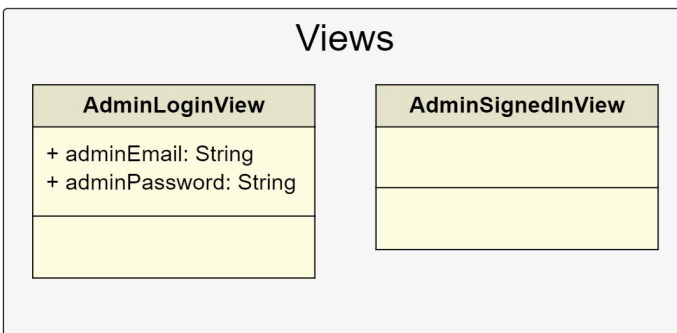 Views
AdminLoginView
+ adminEmail: String
+ adminPassword: String
AdminSignedInView